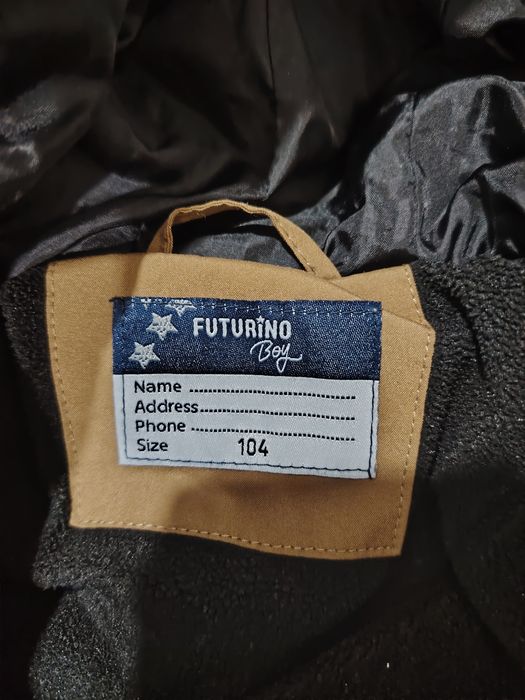 FUTURiNO
Boy
Name ................................
Address..............................
Phone ................................
Size 104